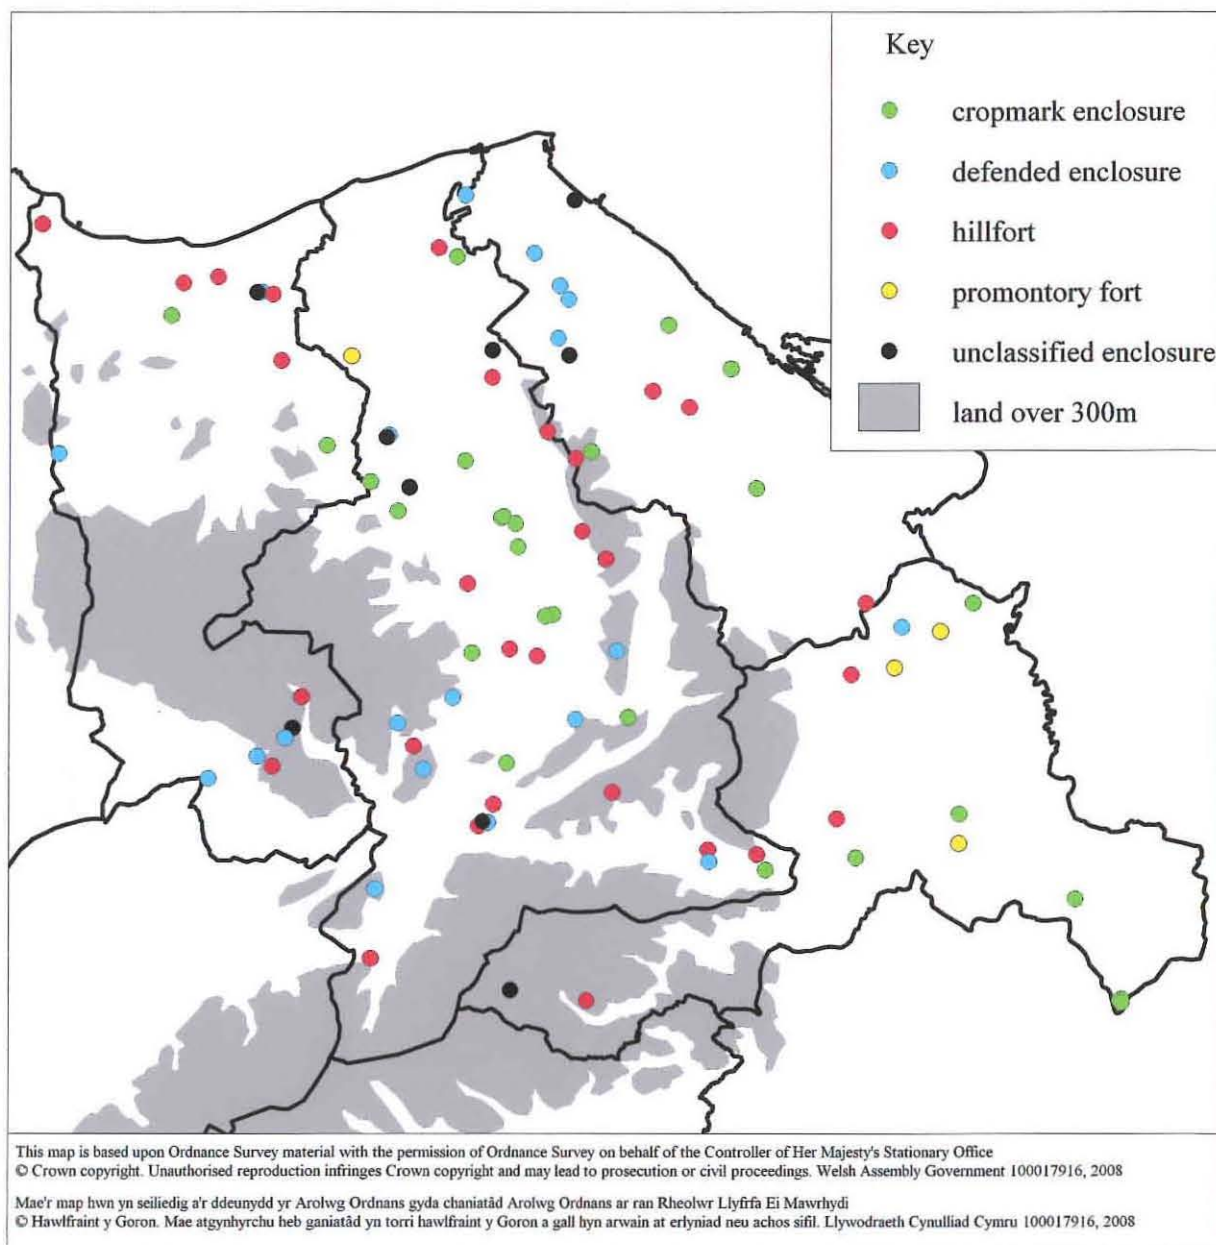 Key
cropmark enclosure
defended enclosure
hillfort
promontory fort
unclassified enclosure
land over 300m
This map is based upon Ordnance Survey material with the permission of Ordnance Survey on behalf of the Controller of Her Majesty's Stationary Office
© Crown copyright. Unauthorised reproduction infringes Crown copyright and may lead to prosecution or civil proceedings. Welsh Assembly Government 100017916, 2008
Mae'r map hwn yn seiliedig a'r ddeunydd yr Arolwg Ordnans gyda chaniatâd Arolwg Ordnans ar ran Rheolwr Llyfrfa Ei Mawrhydi
© Hawlfraint y Goron. Mae atgynhyrchu heb ganiatâd yn torri hawlfraint y Goron a gall hyn arwain at erlyniad neu achos sifil. Llywodraeth Cynulliad Cymru 100017916, 2008